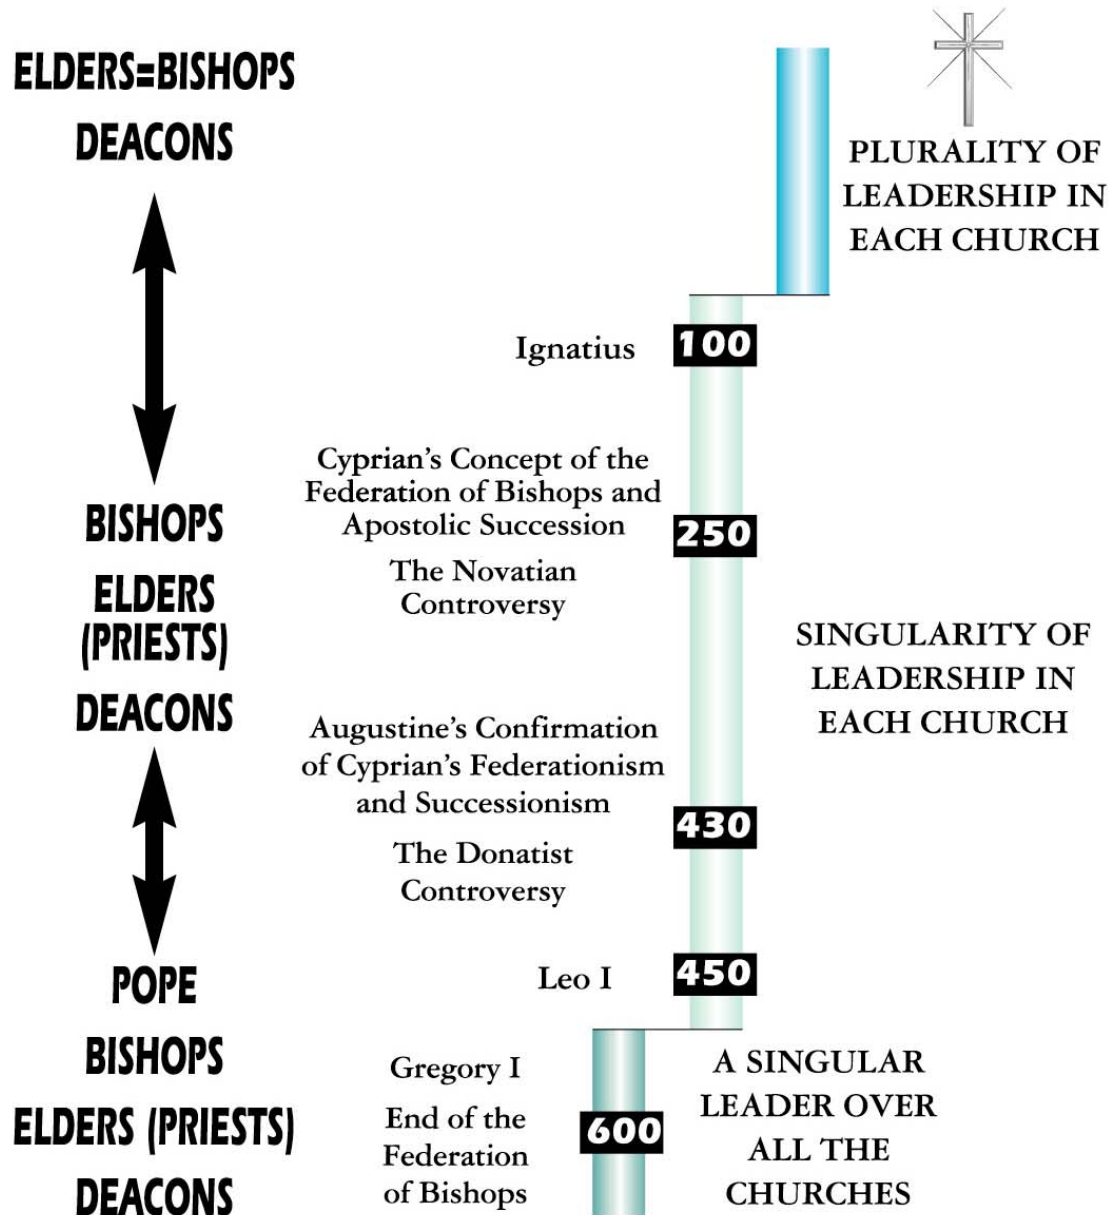 ELDERS=BISHOPS
DEACONS
PLURALITY OF
LEADERSHIP IN
EACH CHURCH
Ignatius
100
Cyprian's Concept of the
Federation of Bishops and
Apostolic Succession
250
The Novatian
Controversy
BISHOPS
ELDERS
(PRIESTS)
DEACONS
SINGULARITY OF
LEADERSHIP IN
EACH CHURCH
Augustine's Confirmation
of Cyprian's Federationism
and Successionism
430
The Donatist
Controversy
Leo I
450
POPE
BISHOPS
ELDERS (PRIESTS)
DEACONS
Gregory I
End of the
Federation
of Bishops
600
A SINGULAR
LEADER OVER
ALL THE
CHURCHES